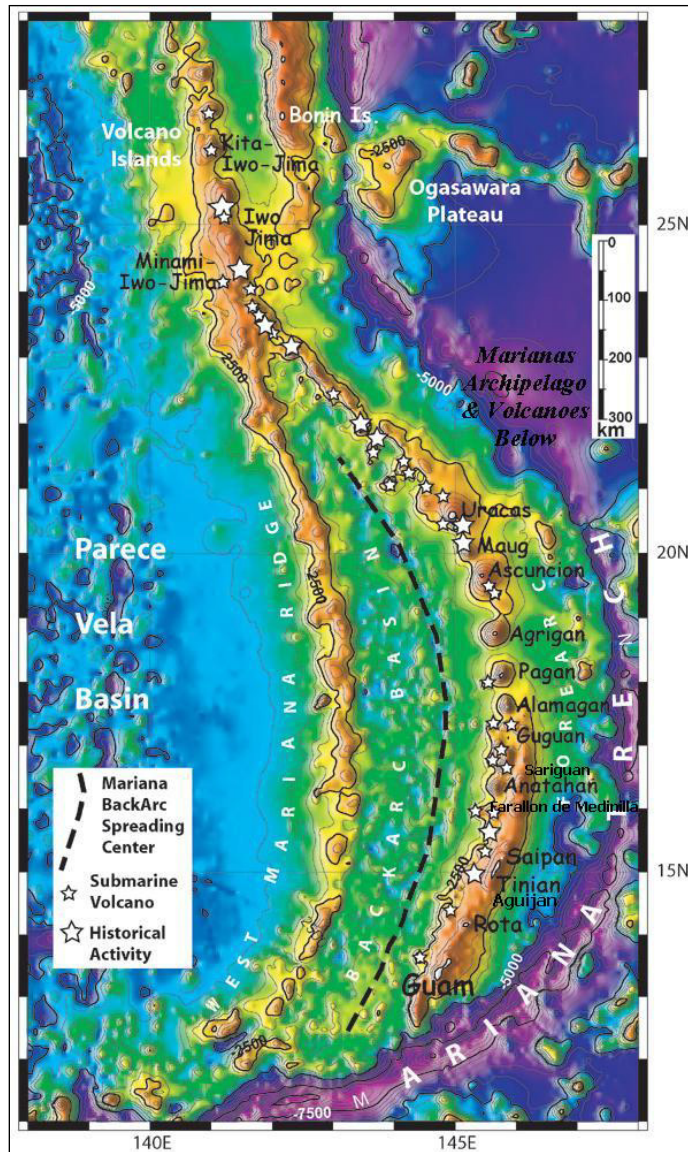 Bonin Is.
Volcano
Islands
Kita-
Iwo-Jima
-2500
Ogasawara
Plateau
Iwo
Jima
25N
0
Minami-
Iwo-Jima
-5000
100
-2500
-5000
Marianas
Archipelago
& Volcanoes
Below
200
300
km
Uracas
Parece
Maug
20N
-2500
Ascuncion
Vela
Agrigan
Basin
Pagan
Alamagan
Guguan
Sariguan
Anatahan
Farallon de Medinilla
Mariana
BackArc
Spreading
Center
Submarine
Volcano
Historical
Activity
WEST MARIANA RIDGE
BACKARC BASIN
FOREARC
MARIANA TRENCH
Saipan
15N
-2500
Tinian
Aguijan
Rota
Guam
-5000
-2500
-7500
140E
145E